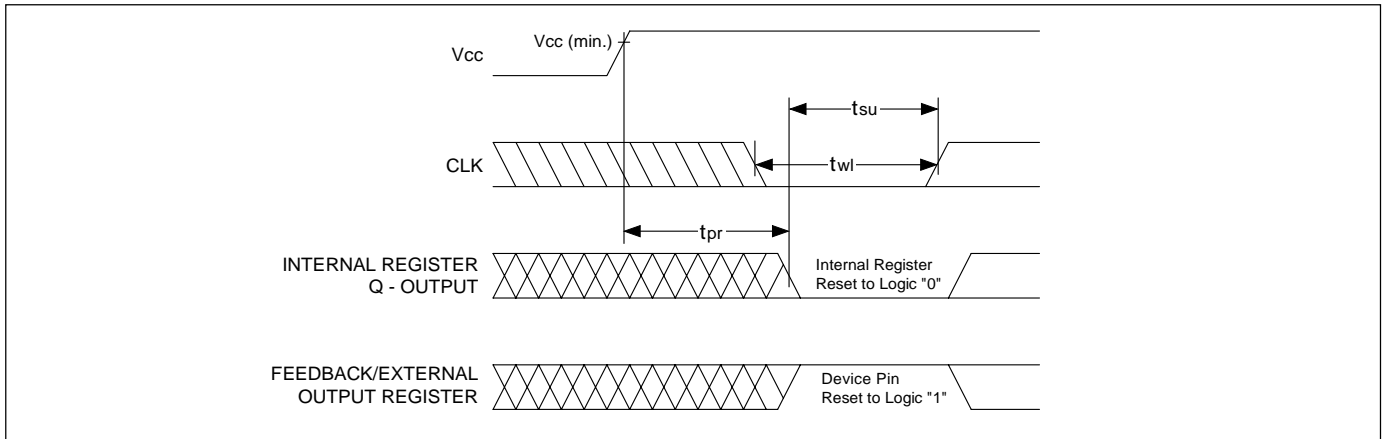 Vcc
Vcc (min.)
tsu
CLK
twl
tpr
INTERNAL REGISTER
Q - OUTPUT
Internal Register
Reset to Logic "0"
FEEDBACK/EXTERNAL
OUTPUT REGISTER
Device Pin
Reset to Logic "1"